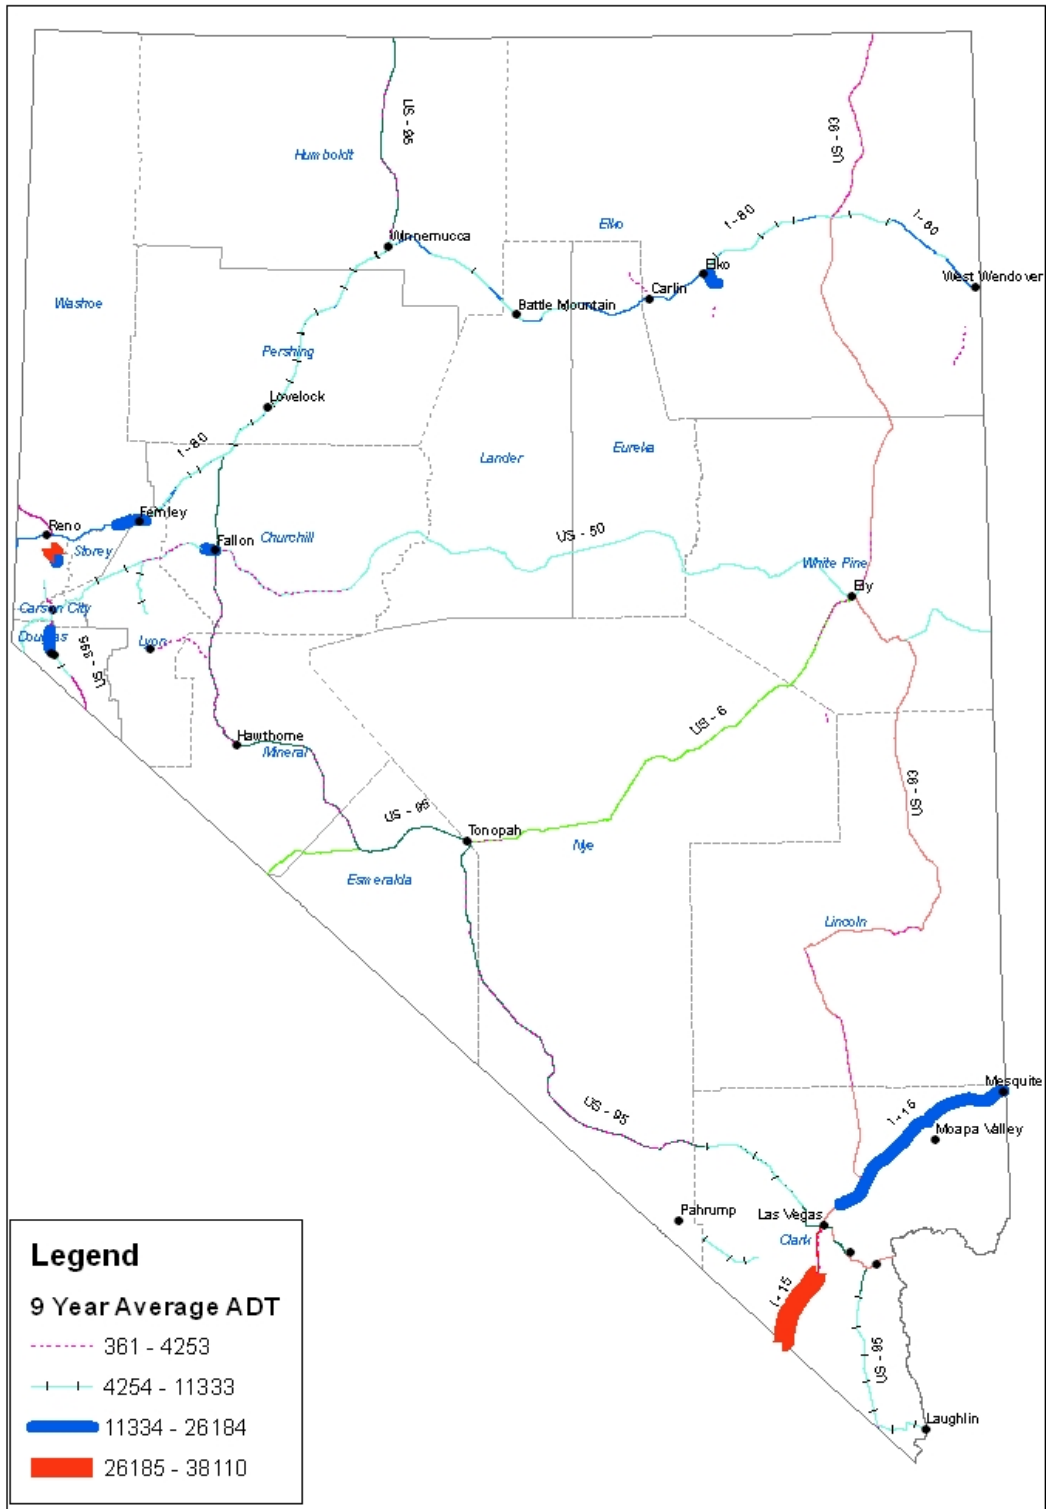 US - 95
US - 93
Humboldt
Elko
I-80
I-80
Winnemucca
Elko
West Wendover
Carlin
Washoe
Battle Mountain
Pershing
Lovelock
I-80
Lander
Eureka
Fernley
Reno
Storey
Fallon
Churchill
US - 50
White Pine
Ely
Carson City
Douglas
US - 395
Lyon
US - 6
Hawthorne
Mineral
US - 95
Tonopah
Nye
US - 93
Esmeralda
Lincoln
Mesquite
I-15
US - 95
Moapa Valley
Pahrump
Las Vegas
Clark
I-15
US - 95
Laughlin
Legend
9 Year Average ADT
361 - 4253
4254 - 11333
11334 - 26184
26185 - 38110